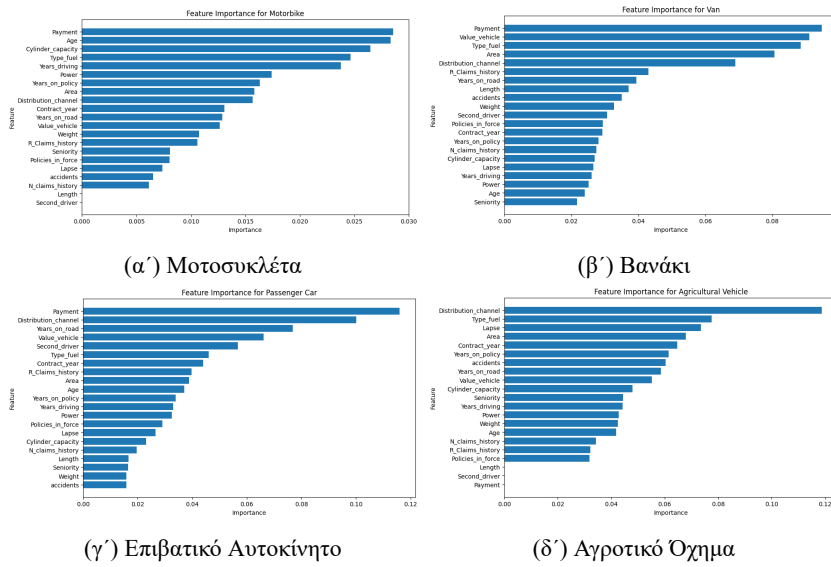 Feature Importance for Motorbike
Payment
Age
Cylinder_capacity
Type_fuel
Years_driving
Power
Years_on_policy
Area
Distribution_channel
Contract_year
Years_on_road
Value_vehicle
Weight
R_Claims_history
Seniority
Policies_in_force
Lapse
accidents
N_claims_history
Length
Second_driver
Feature
0.000 0.005 0.010 0.015 0.020 0.025 0.030
Importance
(α´) Μοτοσυκλέτα
Feature Importance for Van
Payment
Value_vehicle
Type_fuel
Area
Distribution_channel
R_Claims_history
Years_on_road
Length
accidents
Weight
Second_driver
Policies_in_force
Contract_year
Years_on_policy
N_claims_history
Cylinder_capacity
Lapse
Years_driving
Power
Age
Seniority
Feature
0.00 0.02 0.04 0.06 0.08
Importance
(β´) Βανάκι
Feature Importance for Passenger Car
Payment
Distribution_channel
Years_on_road
Value_vehicle
Second_driver
Type_fuel
Contract_year
R_Claims_history
Area
Age
Years_on_policy
Years_driving
Power
Policies_in_force
Lapse
Cylinder_capacity
N_claims_history
Length
Seniority
Weight
accidents
Feature
0.00 0.02 0.04 0.06 0.08 0.10 0.12
Importance
(γ´) Επιβατικό Αυτοκίνητο
Feature Importance for Agricultural Vehicle
Distribution_channel
Type_fuel
Lapse
Area
Contract_year
Years_on_policy
accidents
Years_on_road
Value_vehicle
Cylinder_capacity
Seniority
Years_driving
Power
Weight
Age
N_claims_history
R_Claims_history
Policies_in_force
Length
Second_driver
Payment
Feature
0.00 0.02 0.04 0.06 0.08 0.10 0.12
Importance
(δ´) Αγροτικό Όχημα